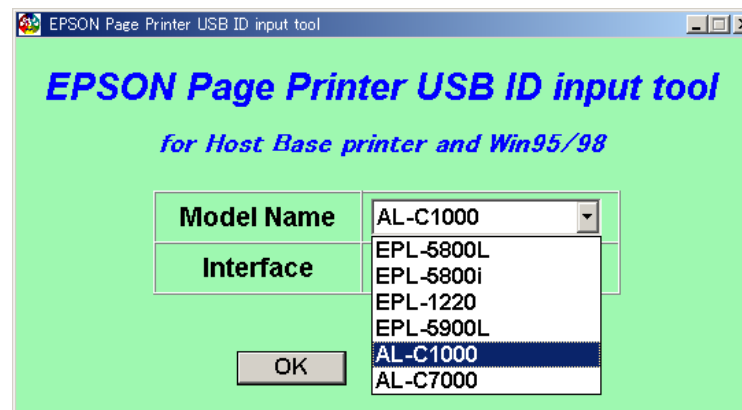 EPSON Page Printer USB ID input tool
EPSON Page Printer USB ID input tool
for Host Base printer and Win95/98
Model Name
AL-C1000
EPL-5800L
EPL-5800i
EPL-1220
EPL-5900L
AL-C1000
AL-C7000
Interface
OK